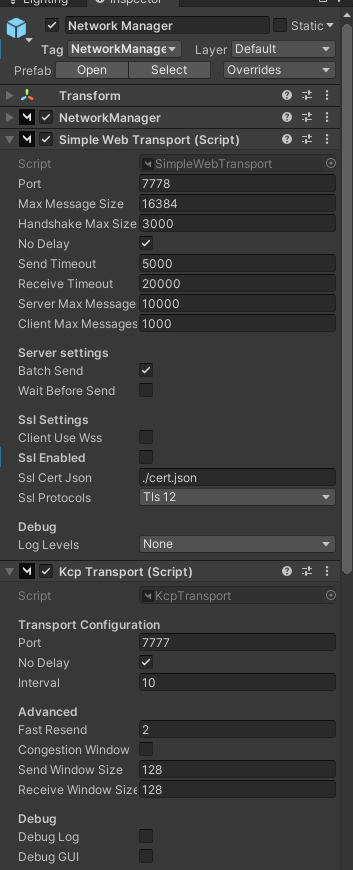 Lighting Inspector
Network Manager Static
Tag NetworkManage Layer Default
Prefab Open Select Overrides
Transform
NetworkManager
Simple Web Transport (Script)
Script SimpleWebTransport
Port 7778
Max Message Size 16384
Handshake Max Size 3000
No Delay
Send Timeout 5000
Receive Timeout 20000
Server Max Message 10000
Client Max Messages 1000
Server settings
Batch Send
Wait Before Send
Ssl Settings
Client Use Wss
Ssl Enabled
Ssl Cert Json ./cert.json
Ssl Protocols Tls 12
Debug
Log Levels None
Kcp Transport (Script)
Script KcpTransport
Transport Configuration
Port 7777
No Delay
Interval 10
Advanced
Fast Resend 2
Congestion Window
Send Window Size 128
Receive Window Size 128
Debug
Debug Log
Debug GUI